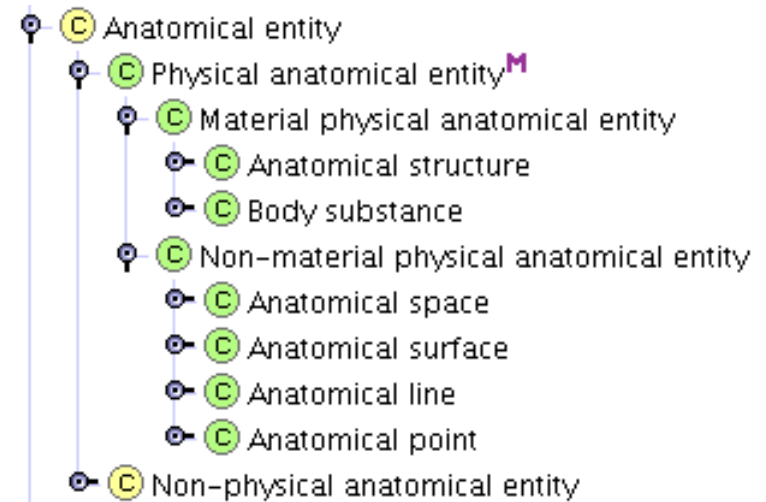 C Anatomical entity
C Physical anatomical entity M
C Material physical anatomical entity
C Anatomical structure
C Body substance
C Non-material physical anatomical entity
C Anatomical space
C Anatomical surface
C Anatomical line
C Anatomical point
C Non-physical anatomical entity